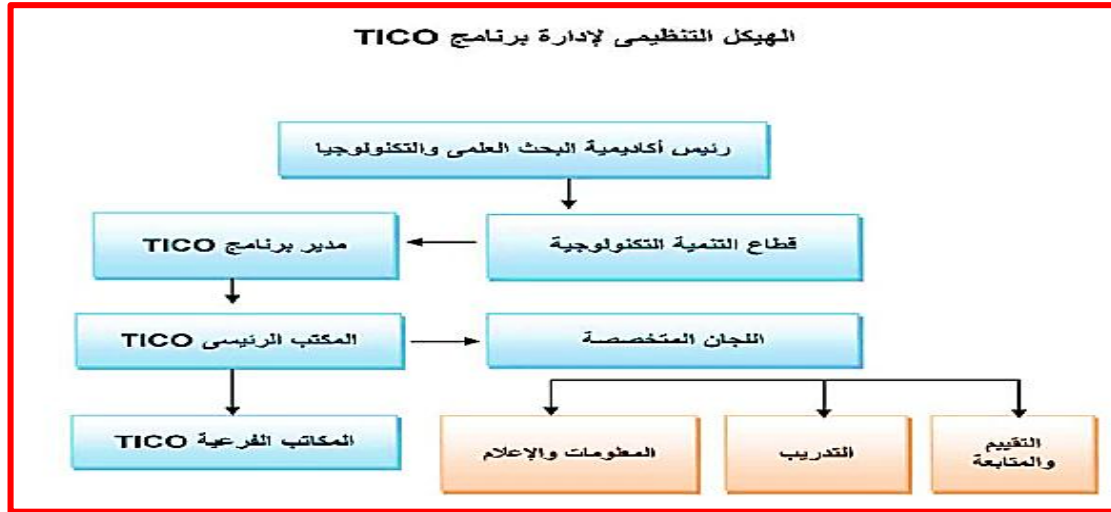 الهيكل التنظيمى لإدارة برنامج TICO
رئيس أكاديمية البحث العلمى والتكنولوجيا
قطاع التنمية التكنولوجية
مدير برنامج TICO
المكتب الرئيسى TICO
اللجان المتخصصة
المكاتب الفرعية TICO
التقييم
والمتابعة
التدريب
المعلومات والإعلام